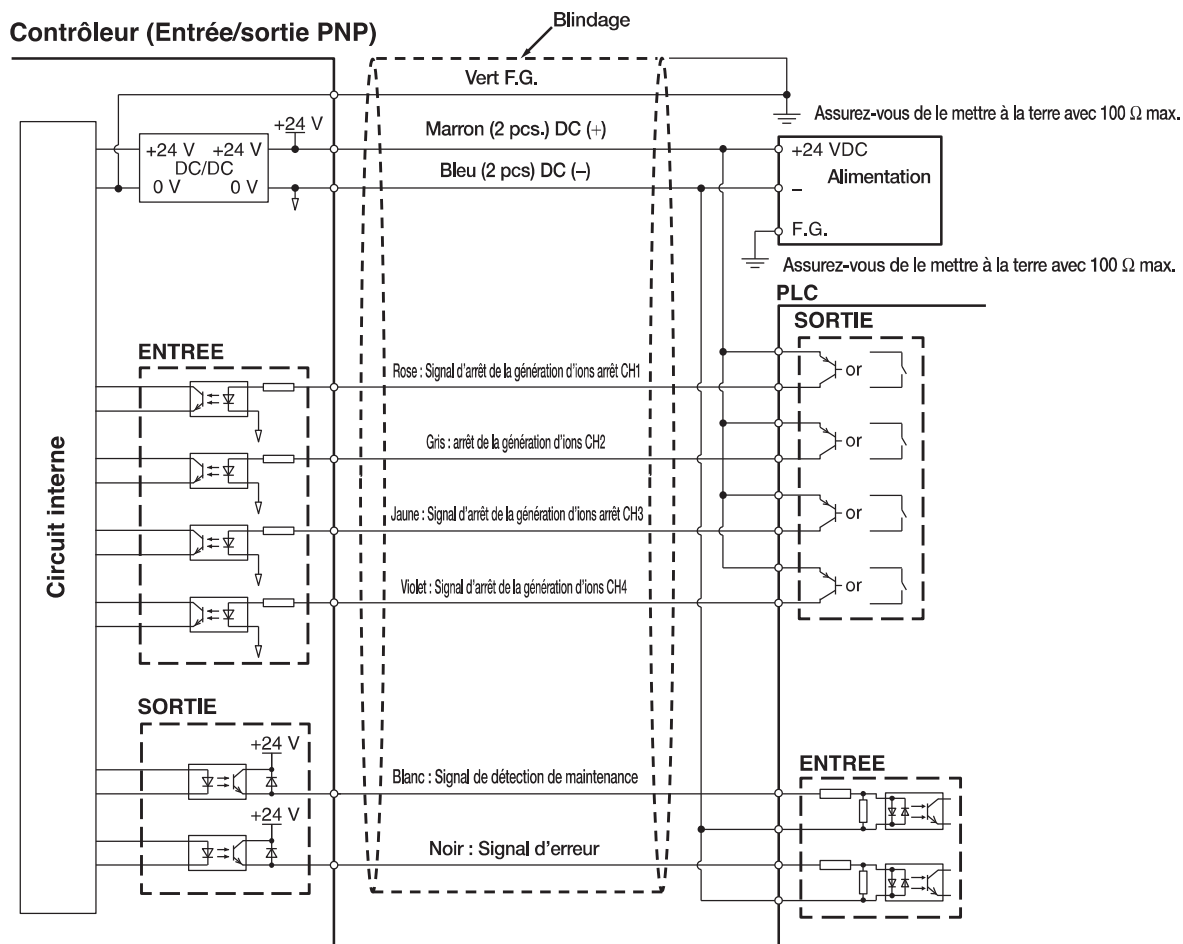 Blindage
Contrôleur (Entrée/sortie PNP)
Vert F.G.
Assurez-vous de le mettre à la terre avec 100 Ω max.
+24 V
Marron (2 pcs.) DC (+)
+24 V +24 V
DC/DC
0 V 0 V
Bleu (2 pcs) DC (–)
+24 VDC
Alimentation
–
F.G.
Assurez-vous de le mettre à la terre avec 100 Ω max.
PLC
SORTIE
ENTREE
Rose : Signal d'arrêt de la génération d'ions arrêt CH1
or
Gris : arrêt de la génération d'ions CH2
or
Jaune : Signal d'arrêt de la génération d'ions arrêt CH3
or
Violet : Signal d'arrêt de la génération d'ions CH4
or
Circuit interne
SORTIE
+24 V
Blanc : Signal de détection de maintenance
ENTREE
+24 V
Noir : Signal d'erreur